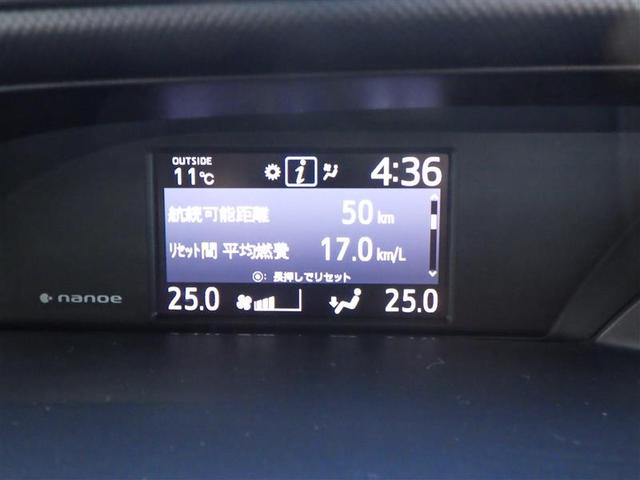 OUTSIDE
11℃
i
4:36
航続可能距離 50 km
リセット間 平均燃費 17.0 km/L
◎: 長押しでリセット
nanoe
25.0
25.0